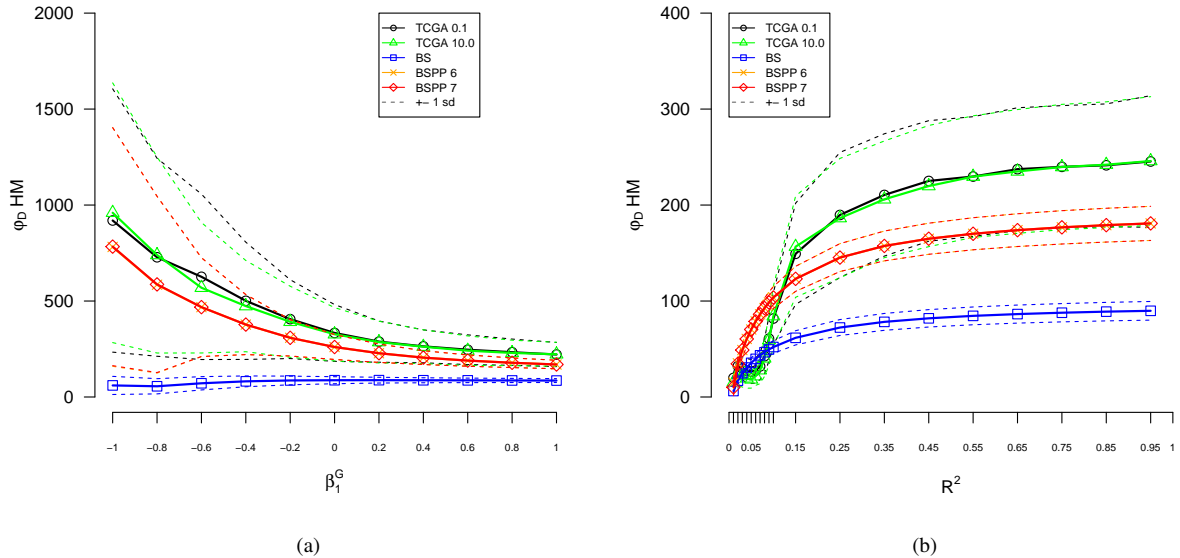 TCGA 0.1
TCGA 10.0
BS
BSPP 6
BSPP 7
+− 1 sd
2000
1500
1000
500
0
φD HM
−1 −0.8 −0.6 −0.4 −0.2 0 0.2 0.4 0.6 0.8 1
β1G
(a)
TCGA 0.1
TCGA 10.0
BS
BSPP 6
BSPP 7
+− 1 sd
400
300
200
100
0
φD HM
0 0.05 0.15 0.25 0.35 0.45 0.55 0.65 0.75 0.85 0.95 1
R2
(b)